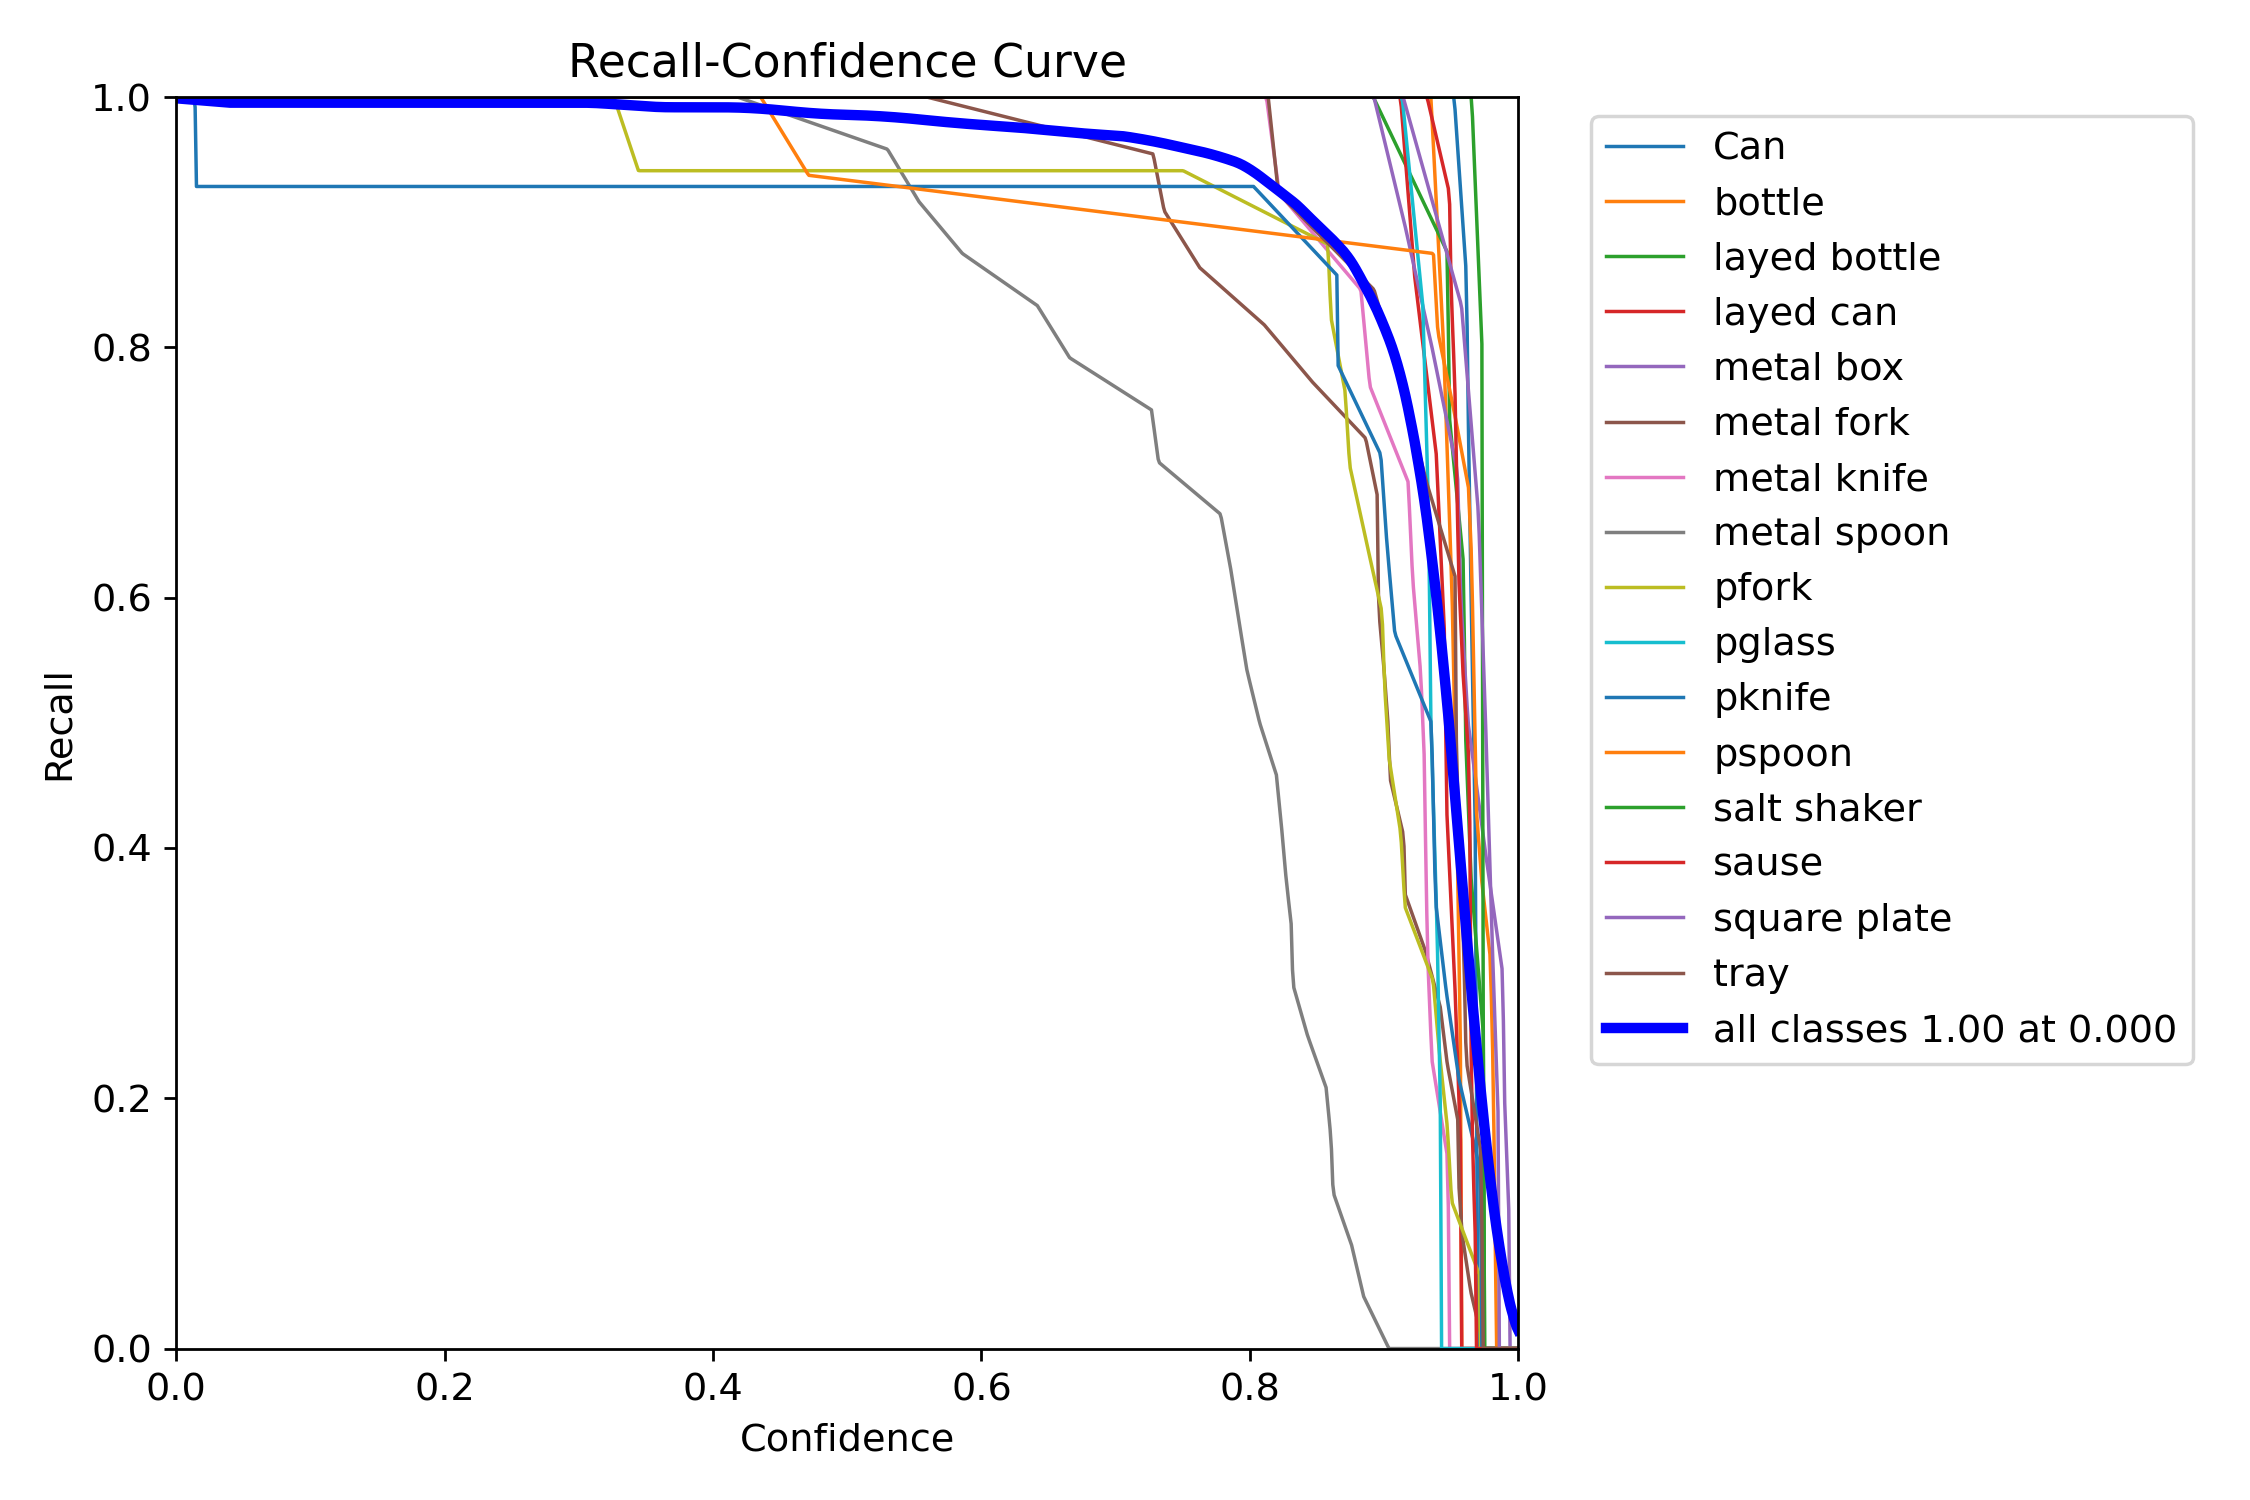 Recall-Confidence Curve
1.0
0.8
0.6
0.4
0.2
0.0
Recall
0.0 0.2 0.4 0.6 0.8 1.0
Confidence
Can
bottle
layed bottle
layed can
metal box
metal fork
metal knife
metal spoon
pfork
pglass
pknife
pspoon
salt shaker
sause
square plate
tray
all classes 1.00 at 0.000